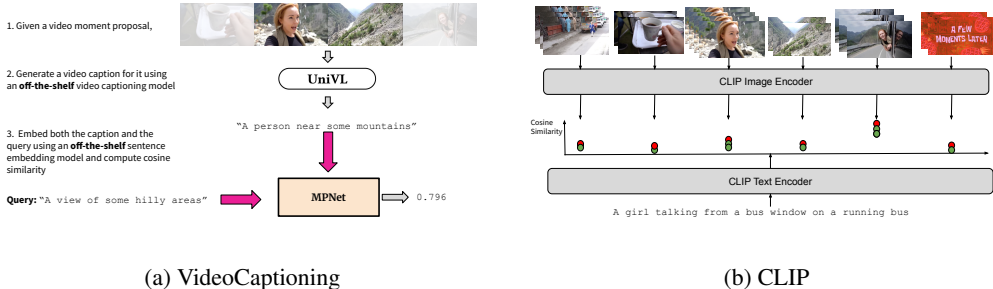 1. Given a video moment proposal,
2. Generate a video caption for it using
an off-the-shelf video captioning model
3. Embed both the caption and the
query using an off-the-shelf sentence
embedding model and compute cosine
similarity
UniVL
"A person near some mountains"
Query: "A view of some hilly areas"
MPNet
0.796
(a) VideoCaptioning
A FEW
MOMENTS
LATER
CLIP Image Encoder
Cosine
Similarity
CLIP Text Encoder
A girl talking from a bus window on a running bus
(b) CLIP